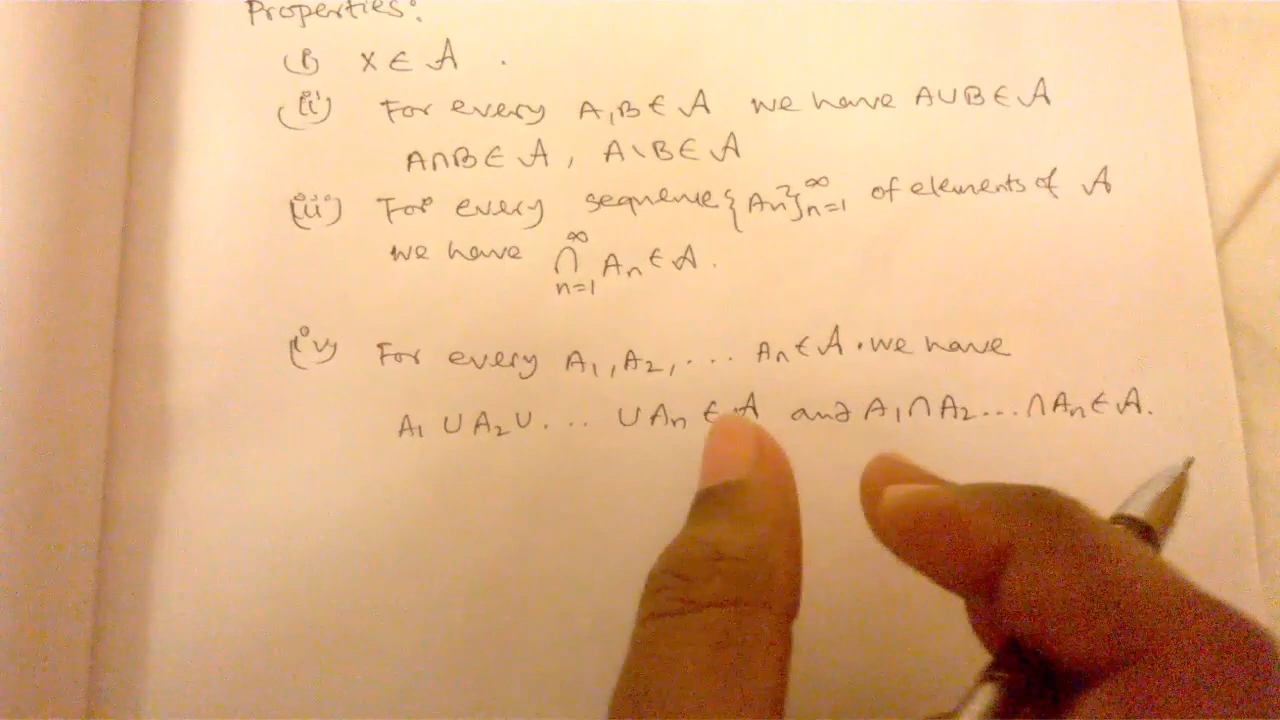 Properties:
(i) X ∈ 𝒜 .
(ii) For every A, B ∈ 𝒜 we have A∪B ∈ 𝒜
A∩B ∈ 𝒜, A\B ∈ 𝒜
(iii) For every sequence {An}∞n=1 of elements of 𝒜
we have ∞⋂n=1 An ∈ 𝒜.
(iv) For every A1, A2, ... An ∈ 𝒜. we have
A1 ∪ A2 ∪ ... ∪ An ∈ 𝒜 and A1 ∩ A2 ... ∩ An ∈ 𝒜.